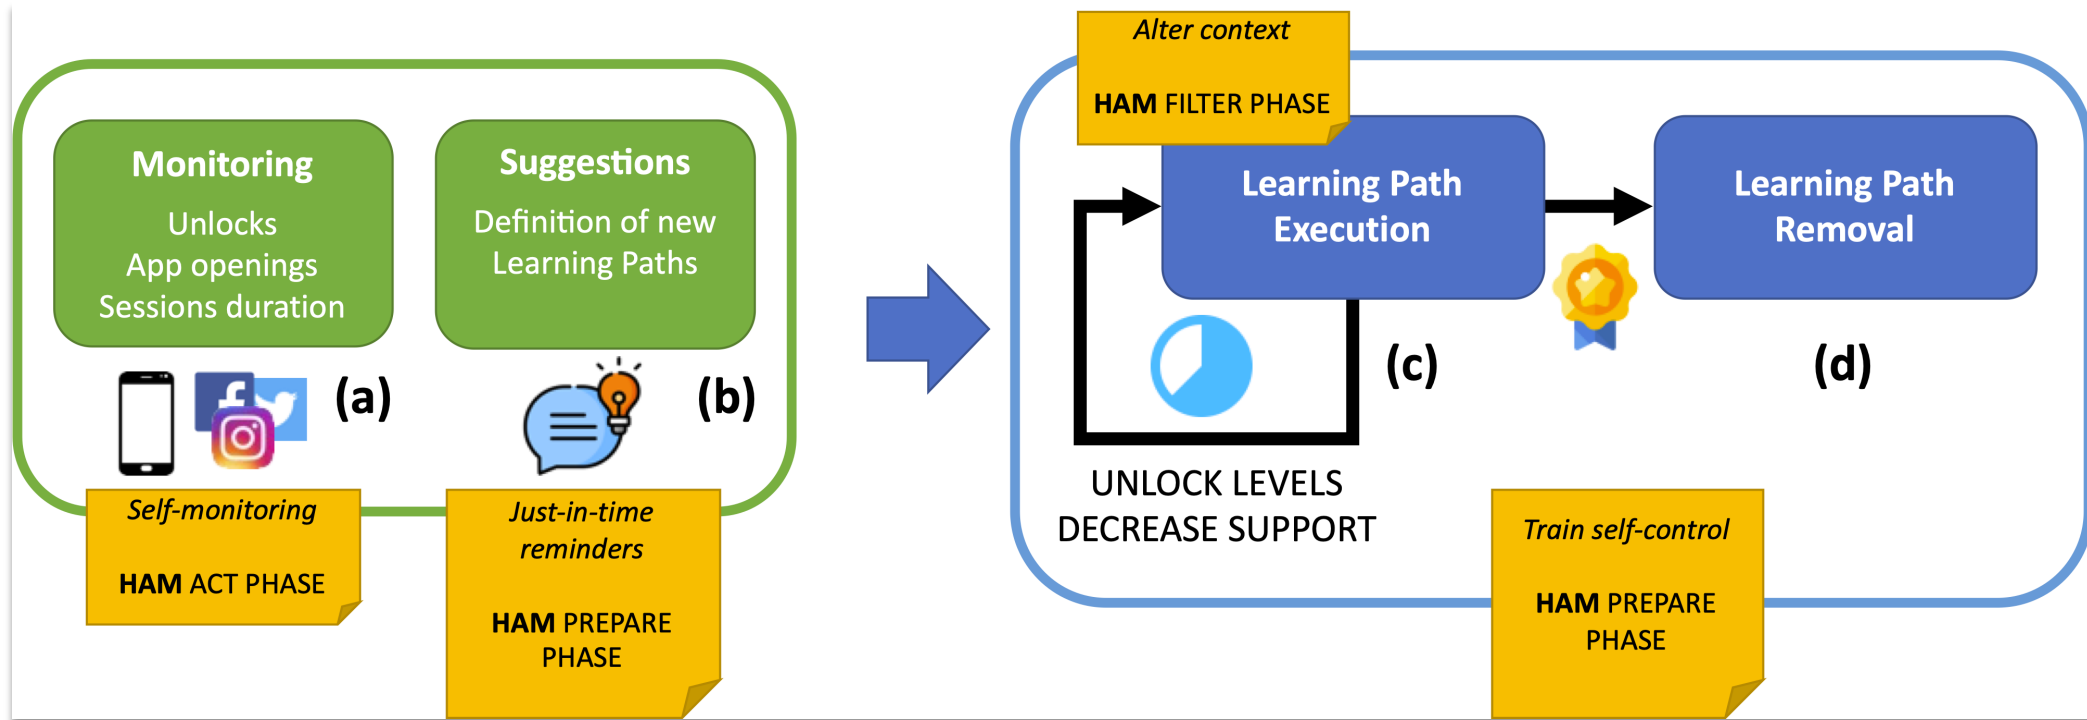 Monitoring
Unlocks
App openings
Sessions duration
(a)
Self-monitoring
HAM ACT PHASE
Suggestions
Definition of new
Learning Paths
(b)
Just-in-time
reminders
HAM PREPARE
PHASE
Alter context
HAM FILTER PHASE
Learning Path
Execution
(c)
UNLOCK LEVELS
DECREASE SUPPORT
Learning Path
Removal
(d)
Train self-control
HAM PREPARE
PHASE